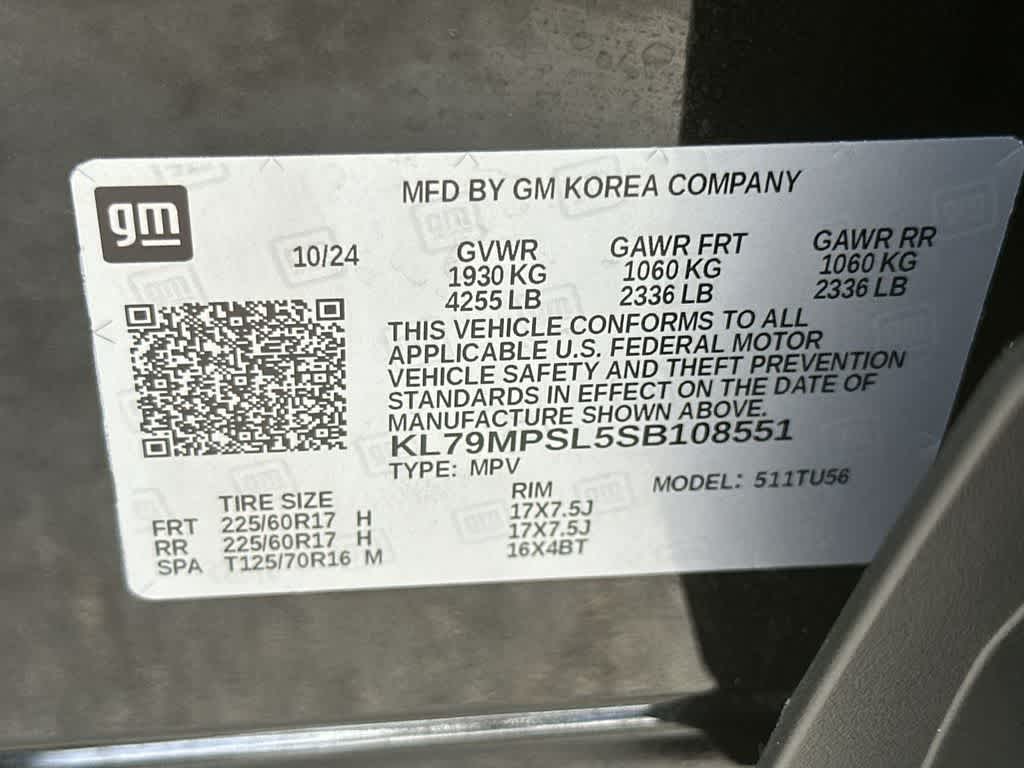 gm
MFD BY GM KOREA COMPANY
10/24 GVWR GAWR FRT GAWR RR
1930 KG 1060 KG 1060 KG
4255 LB 2336 LB 2336 LB
THIS VEHICLE CONFORMS TO ALL
APPLICABLE U.S. FEDERAL MOTOR
VEHICLE SAFETY AND THEFT PREVENTION
STANDARDS IN EFFECT ON THE DATE OF
MANUFACTURE SHOWN ABOVE.
KL79MPSL5SB108551
TYPE: MPV MODEL: 511TU56
TIRE SIZE RIM
FRT 225/60R17 H 17X7.5J
RR 225/60R17 H 17X7.5J
SPA T125/70R16 M 16X4BT